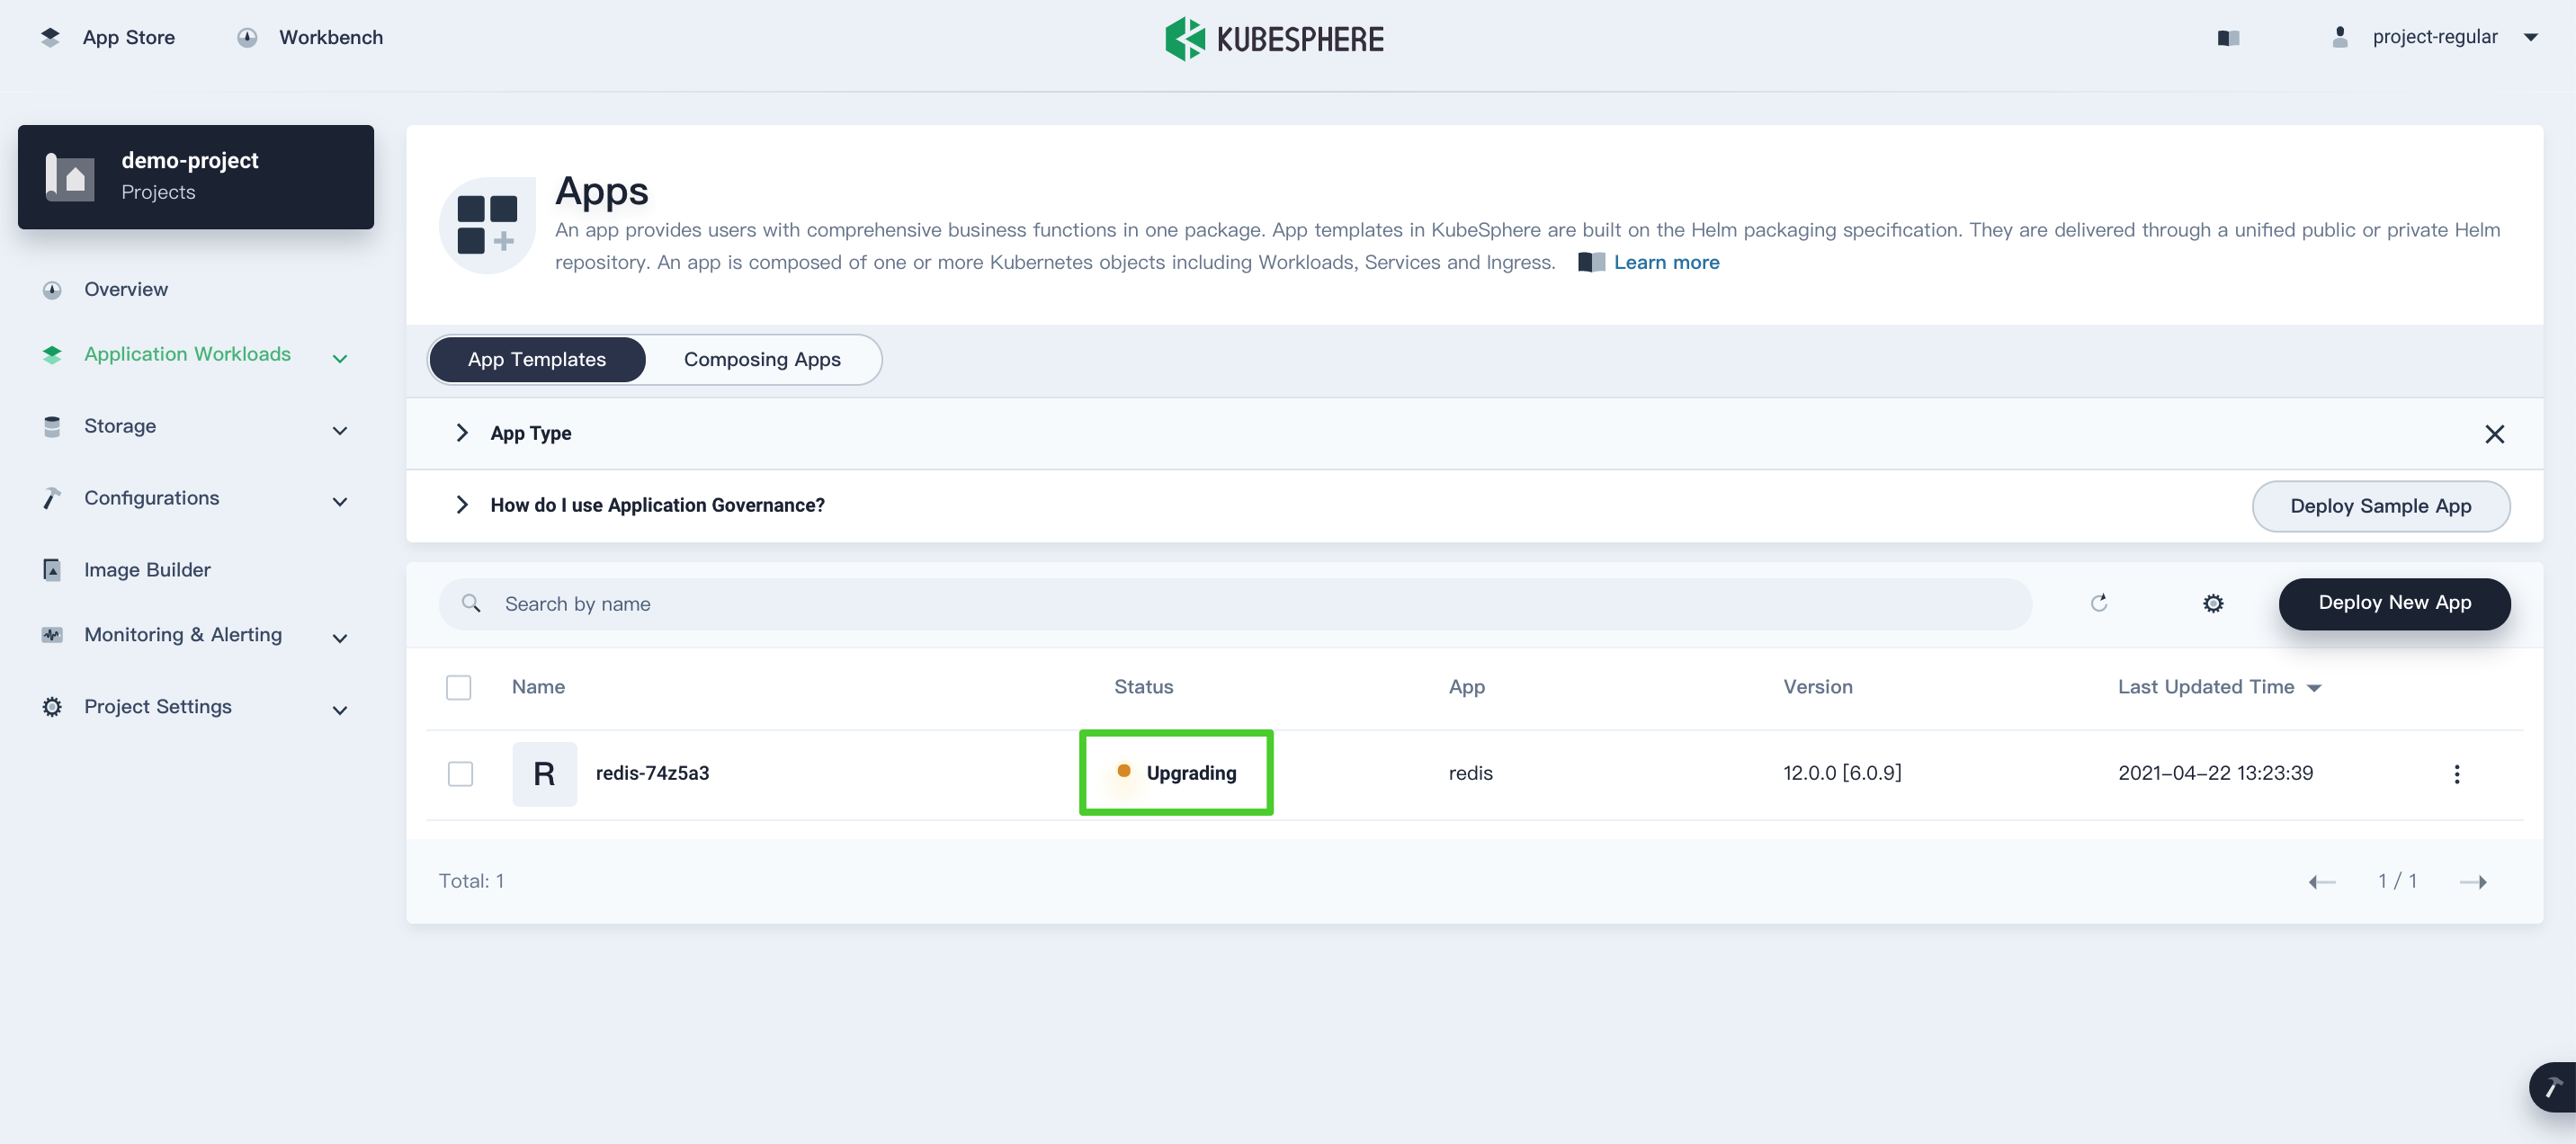 App Store
Workbench
KUBESPHERE
project-regular
demo-project
Projects
Overview
Application Workloads
Storage
Configurations
Image Builder
Monitoring & Alerting
Project Settings
Apps
An app provides users with comprehensive business functions in one package. App templates in KubeSphere are built on the Helm packaging specification. They are delivered through a unified public or private Helm
repository. An app is composed of one or more Kubernetes objects including Workloads, Services and Ingress. Learn more
App Templates
Composing Apps
App Type
How do I use Application Governance?
Deploy Sample App
Search by name
Deploy New App
Name Status App Version Last Updated Time
R redis-74z5a3 Upgrading redis 12.0.0 [6.0.9] 2021-04-22 13:23:39
Total: 1
1 / 1